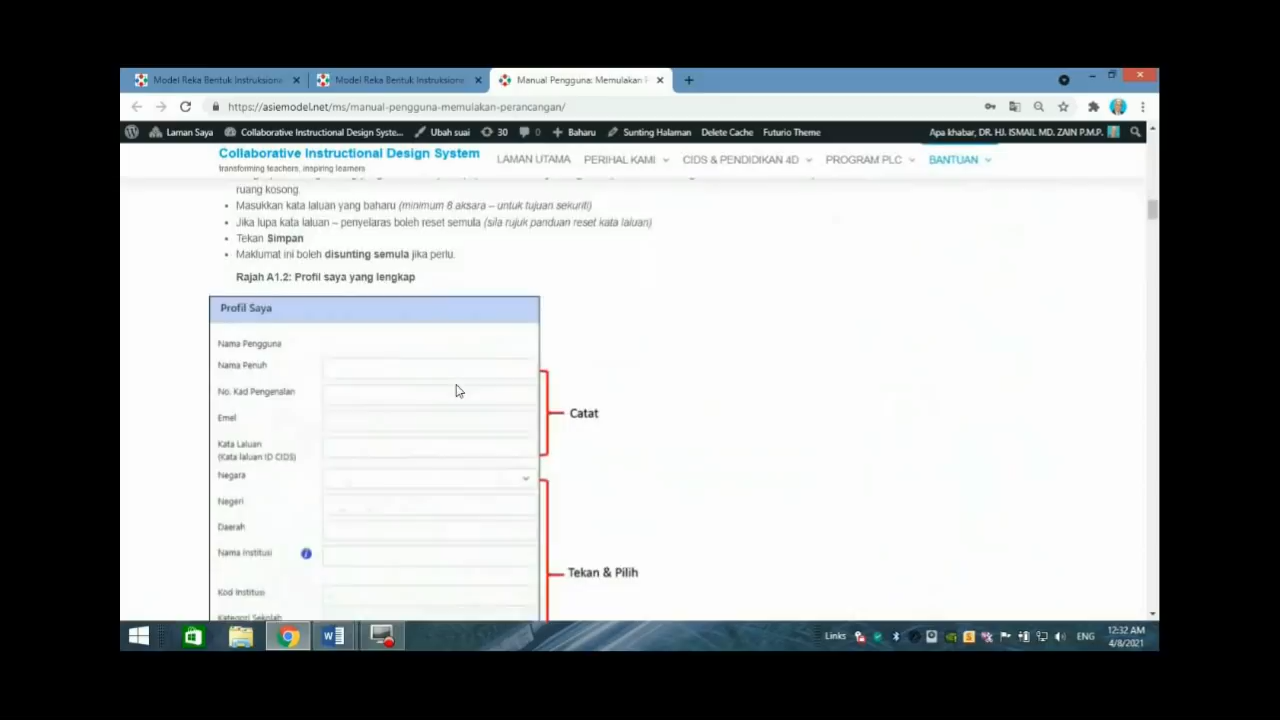 Model Reka Bentuk Instruksiona
Model Reka Bentuk Instruksione
Manual Pengguna: Memulakan P
https://asiemodel.net/ms/manual-pengguna-memulakan-perancangan/
Laman Saya
Collaborative Instructional Design Syste...
Ubah suai
30
0
Baharu
Sunting Halaman
Delete Cache
Futurio Theme
Apa khabar, DR. HJ. ISMAIL MD. ZAIN P.M.P.
Collaborative Instructional Design System
transforming teachers, inspiring learners
LAMAN UTAMA
PERIHAL KAMI
CIDS & PENDIDIKAN 4D
PROGRAM PLC
BANTUAN
ruang kosong.
Masukkan kata laluan yang baharu (minimum 8 aksara – untuk tujuan sekuriti)
Jika lupa kata laluan – penyelaras boleh reset semula (sila rujuk panduan reset kata laluan)
Tekan Simpan
Maklumat ini boleh disunting semula jika perlu.
Rajah A1.2: Profil saya yang lengkap
Profil Saya
Nama Pengguna
Nama Penuh
No. Kad Pengenalan
Emel
Kata Laluan
(Kata laluan ID CIDS)
Negara
Negeri
Daerah
Nama Institusi
Kod Institusi
Kategori Sekolah
Catat
Tekan & Pilih
Links
ENG
12:32 AM
4/8/2021